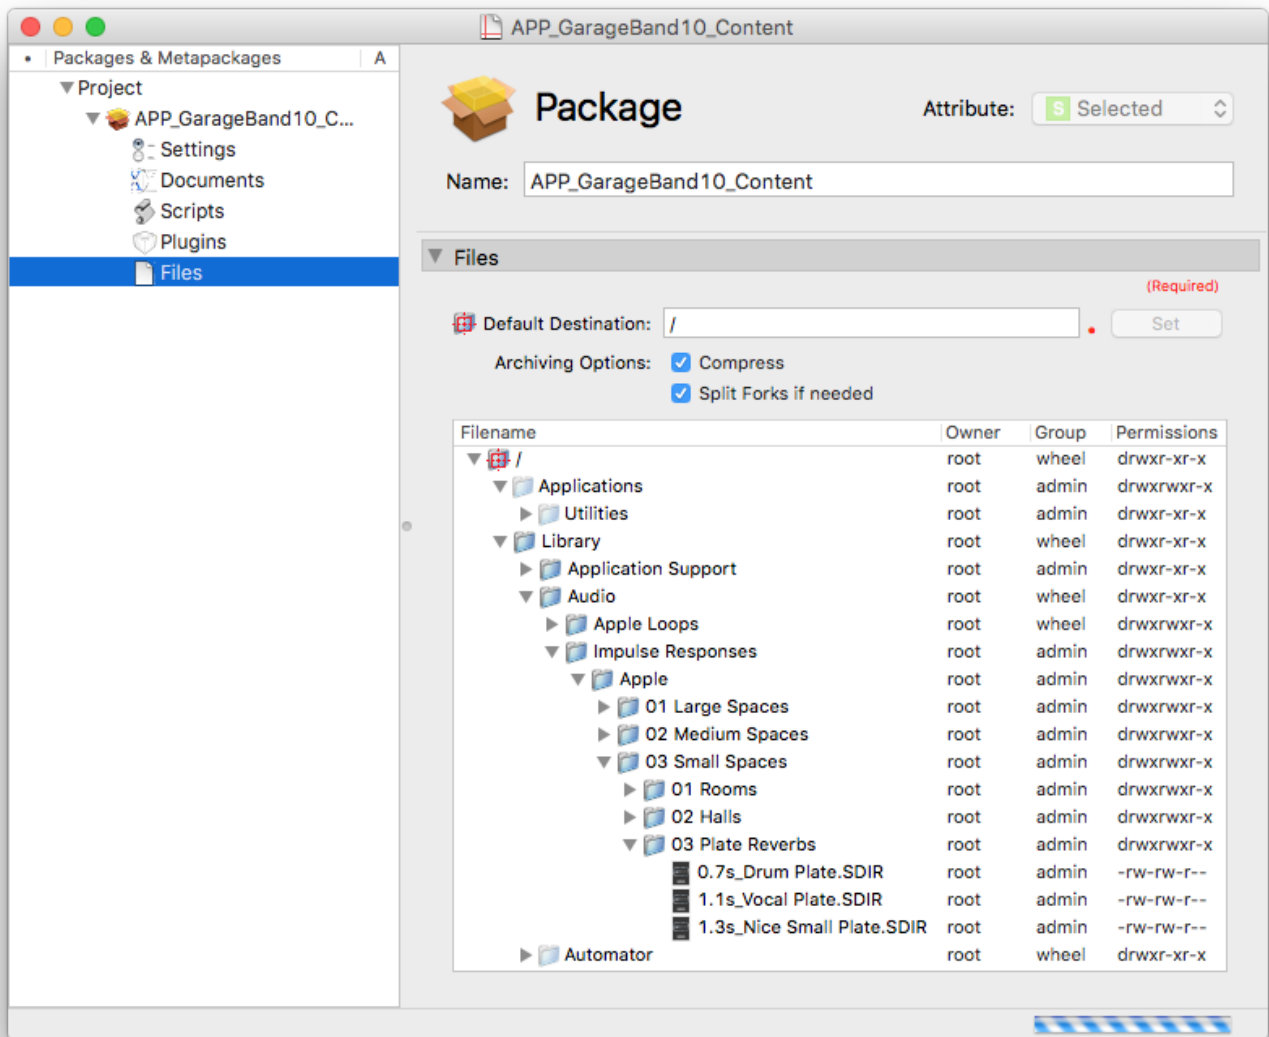 APP_GarageBand10_Content
• Packages & Metapackages A
Project
APP_GarageBand10_C...
Settings
Documents
Scripts
Plugins
Files
Package
Attribute: S Selected
Name: APP_GarageBand10_Content
Files
(Required)
Default Destination: / Set
Archiving Options: Compress
Split Forks if needed
Filename Owner Group Permissions
/ root wheel drwxr-xr-x
Applications root admin drwxrwxr-x
Utilities root admin drwxr-xr-x
Library root wheel drwxr-xr-x
Application Support root admin drwxr-xr-x
Audio root wheel drwxr-xr-x
Apple Loops root wheel drwxrwxr-x
Impulse Responses root admin drwxrwxr-x
Apple root admin drwxrwxr-x
01 Large Spaces root admin drwxrwxr-x
02 Medium Spaces root admin drwxrwxr-x
03 Small Spaces root admin drwxrwxr-x
01 Rooms root admin drwxrwxr-x
02 Halls root admin drwxrwxr-x
03 Plate Reverbs root admin drwxrwxr-x
0.7s_Drum Plate.SDIR root admin -rw-rw-r--
1.1s_Vocal Plate.SDIR root admin -rw-rw-r--
1.3s_Nice Small Plate.SDIR root admin -rw-rw-r--
Automator root wheel drwxr-xr-x